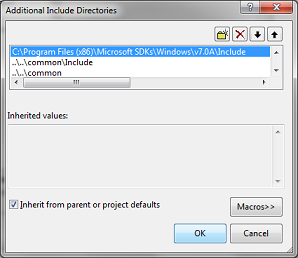 Additional Include Directories
C:\Program Files (x86)\Microsoft SDKs\Windows\v7.0A\Include
..\..\common\Include
..\..\common
Inherited values:
Inherit from parent or project defaults
Macros>>
OK
Cancel